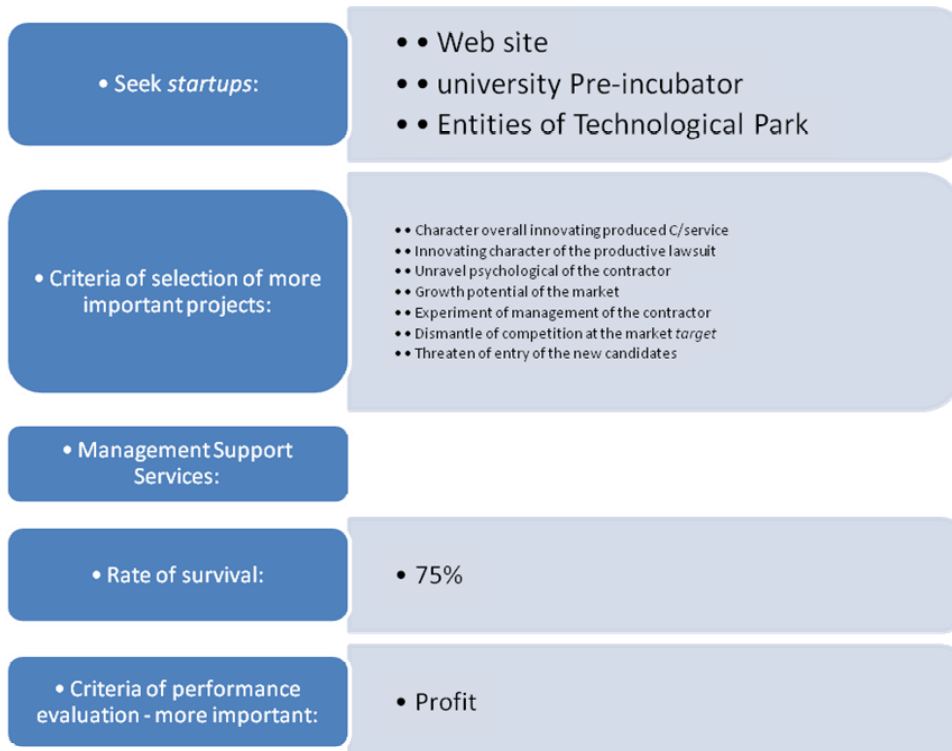 • Seek startups:
• • Web site
• • university Pre-incubator
• • Entities of Technological Park
• Criteria of selection of more
important projects:
• • Character overall innovating produced C/service
• • Innovating character of the productive lawsuit
• • Unravel psychological of the contractor
• • Growth potential of the market
• • Experiment of management of the contractor
• • Dismantle of competition at the market target
• • Threaten of entry of the new candidates
• Management Support
Services:
• Rate of survival:
• 75%
• Criteria of performance
evaluation - more important:
• Profit